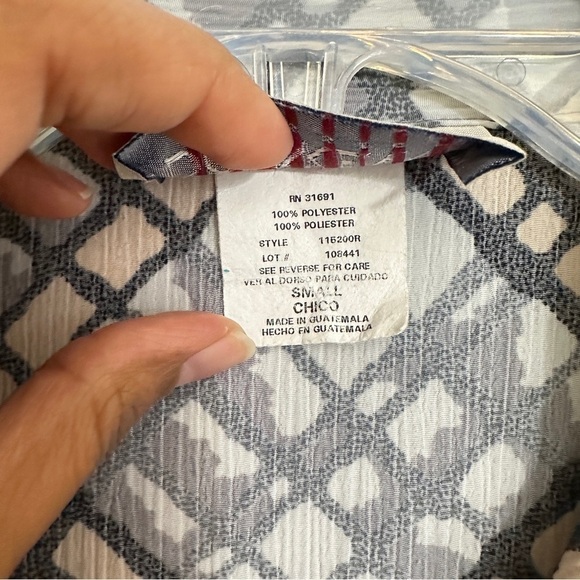 RN 31691
100% POLYESTER
100% POLIESTER
STYLE 116200R
LOT # 108441
SEE REVERSE FOR CARE
VER AL DORSO PARA CUIDADO
SMALL
CHICO
MADE IN GUATEMALA
HECHO EN GUATEMALA